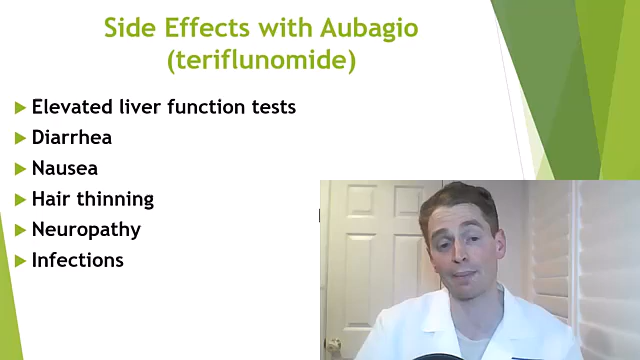 Side Effects with Aubagio
(teriflunomide)
Elevated liver function tests
Diarrhea
Nausea
Hair thinning
Neuropathy
Infections